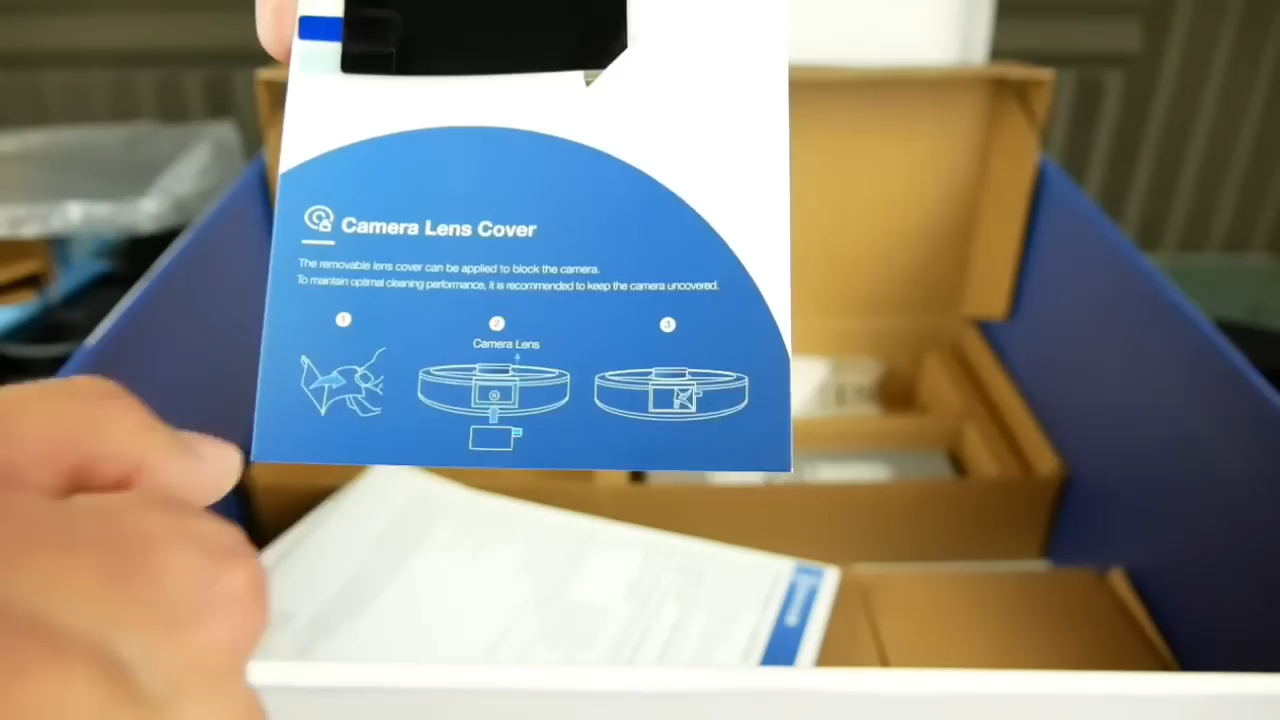 Camera Lens Cover
The removable lens cover can be applied to block the camera.
To maintain optimal cleaning performance, it is recommended to keep the camera uncovered.
1
2
3
Camera Lens